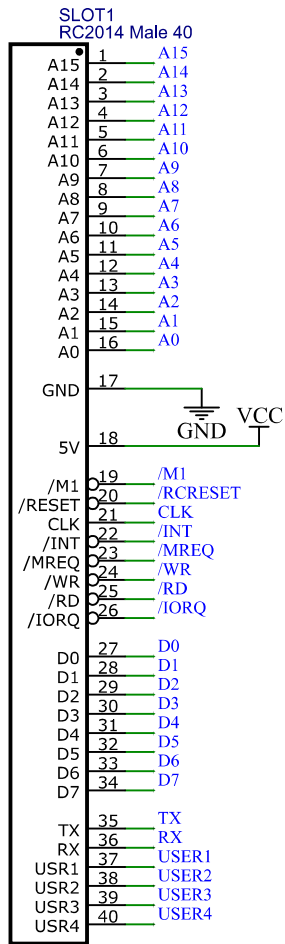 SLOT1
RC2014 Male 40
A15 1 A15
A14 2 A14
A13 3 A13
A12 4 A12
A11 5 A11
A10 6 A10
A9 7 A9
A8 8 A8
A7 9 A7
A6 10 A6
A5 11 A5
A4 12 A4
A3 13 A3
A2 14 A2
A1 15 A1
A0 16 A0
GND 17
GND
VCC
5V 18
/M1 19 /M1
/RESET 20 /RCRESET
CLK 21 CLK
/INT 22 /INT
/MREQ 23 /MREQ
/WR 24 /WR
/RD 25 /RD
/IORQ 26 /IORQ
D0 27 D0
D1 28 D1
D2 29 D2
D3 30 D3
D4 31 D4
D5 32 D5
D6 33 D6
D7 34 D7
TX 35 TX
RX 36 RX
USR1 37 USER1
USR2 38 USER2
USR3 39 USER3
USR4 40 USER4